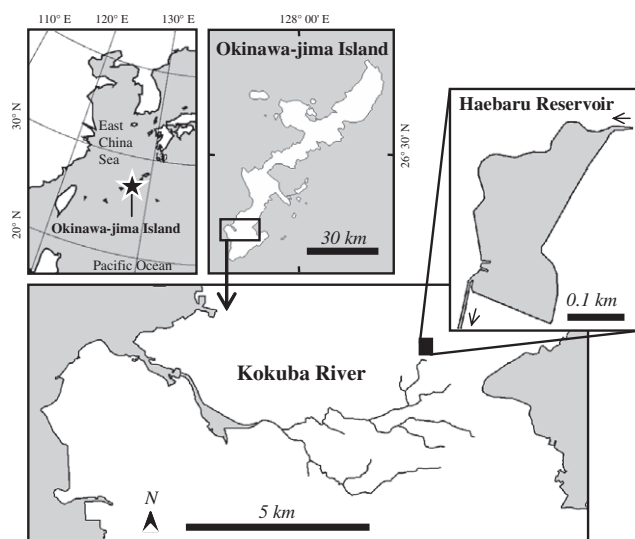 110° E
120° E
130° E
30° N
20° N
East
China
Sea
Okinawa-jima Island
Pacific Ocean
128° 00' E
Okinawa-jima Island
26° 30' N
30 km
Haebaru Reservoir
0.1 km
Kokuba River
N
5 km